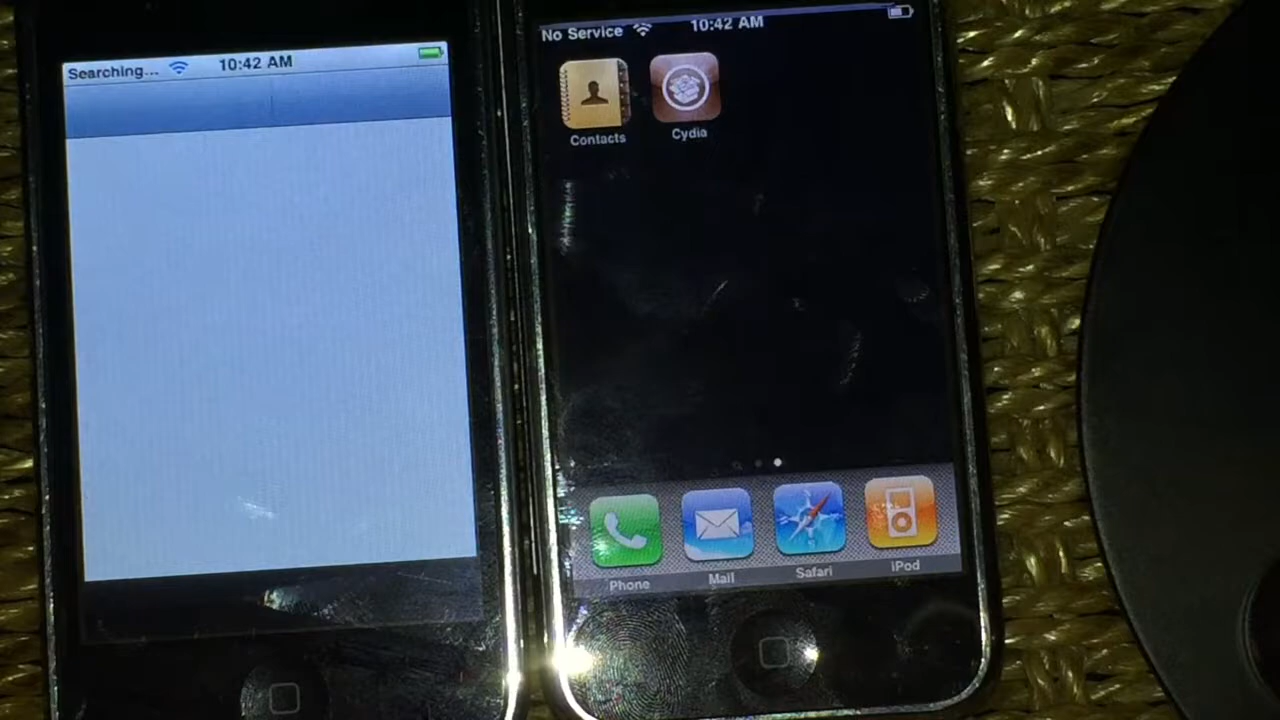 Searching... 10:42 AM
No Service 10:42 AM
Contacts Cydia
Phone Mail Safari iPod